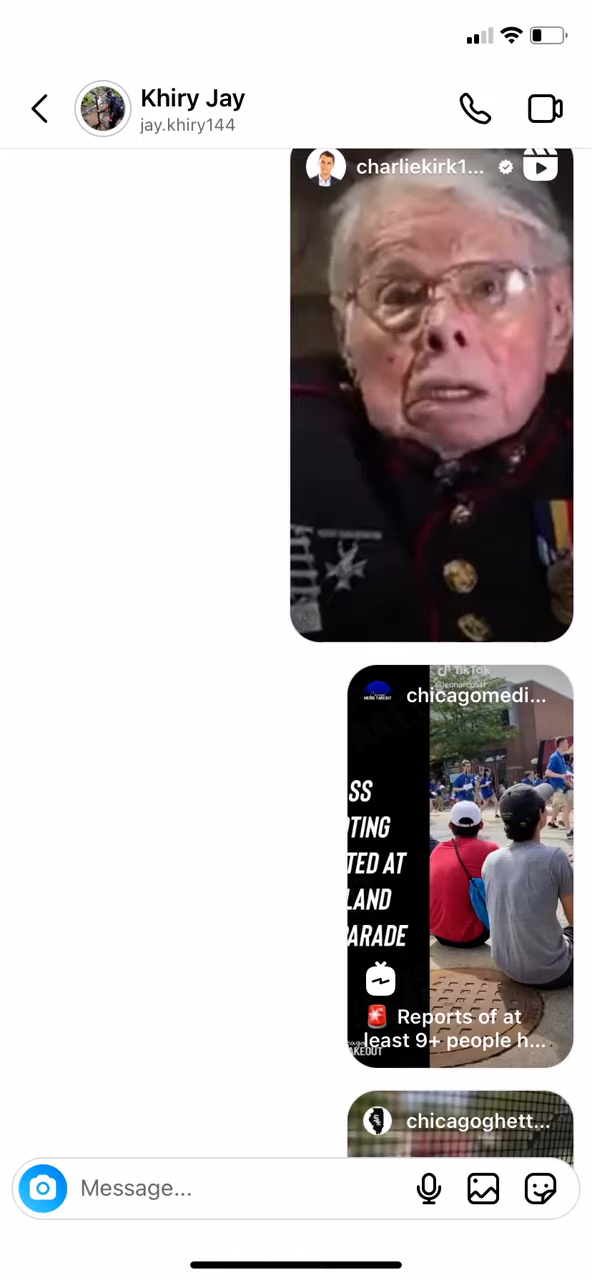 Khiry Jay
jay.khiry144
charliekirk1...
TikTok
chicagomedi...
SS
TING
TED AT
LAND
ARADE
🚨 Reports of at
least 9+ people h...
AKEOUT
chicagoghett...
Message...